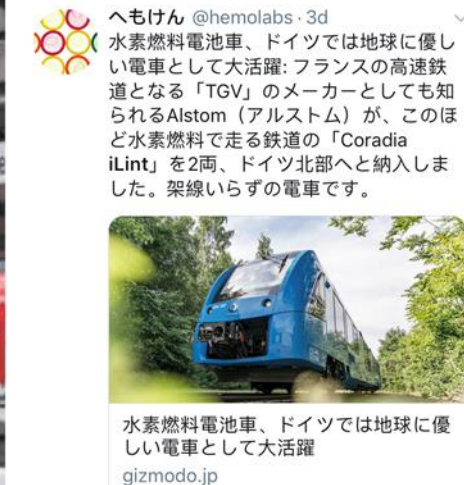 へもけん @hemolabs · 3d
水素燃料電池車、ドイツでは地球に優し
い電車として大活躍: フランスの高速鉄
道となる「TGV」のメーカーとしても知
られるAlstom（アルストム）が、このほ
ど水素燃料で走る鉄道の「Coradia
iLint」を2両、ドイツ北部へと納入しま
した。架線いらずの電車です。
水素燃料電池車、ドイツでは地球に優
しい電車として大活躍
gizmodo.jp